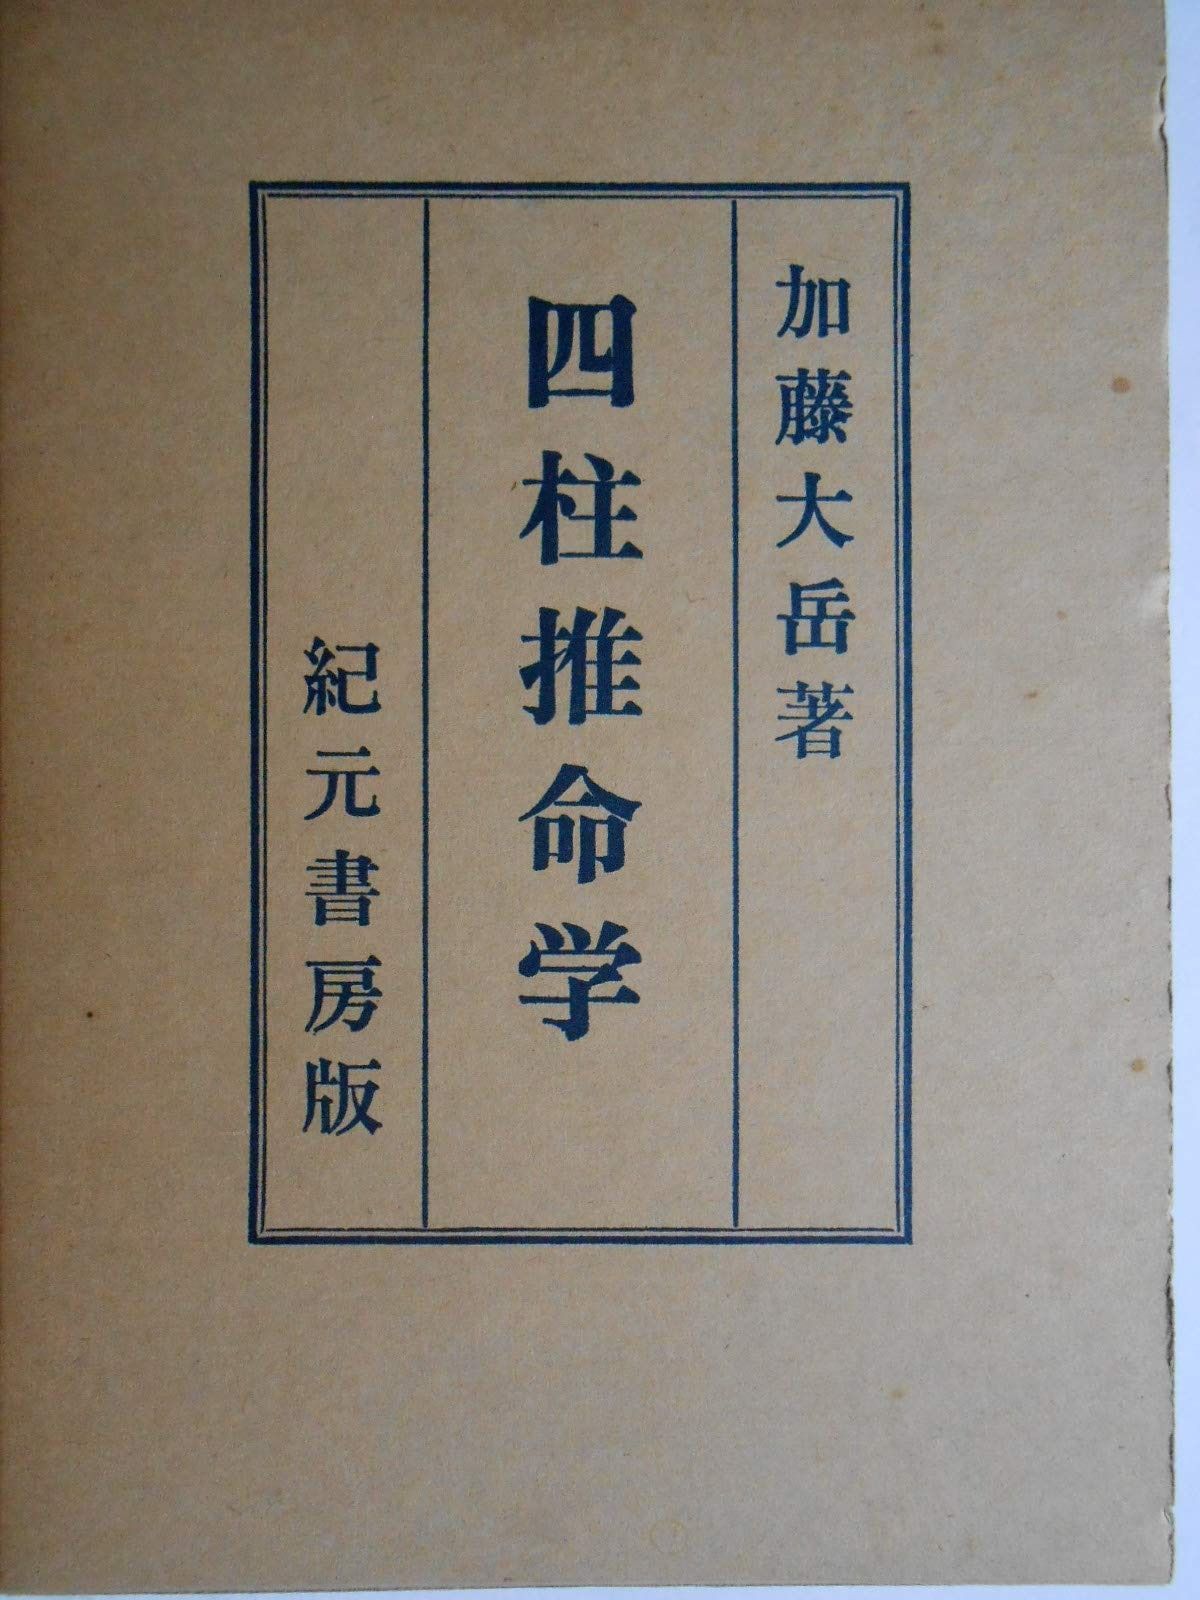 加藤大岳著
四柱推命学
紀元書房版